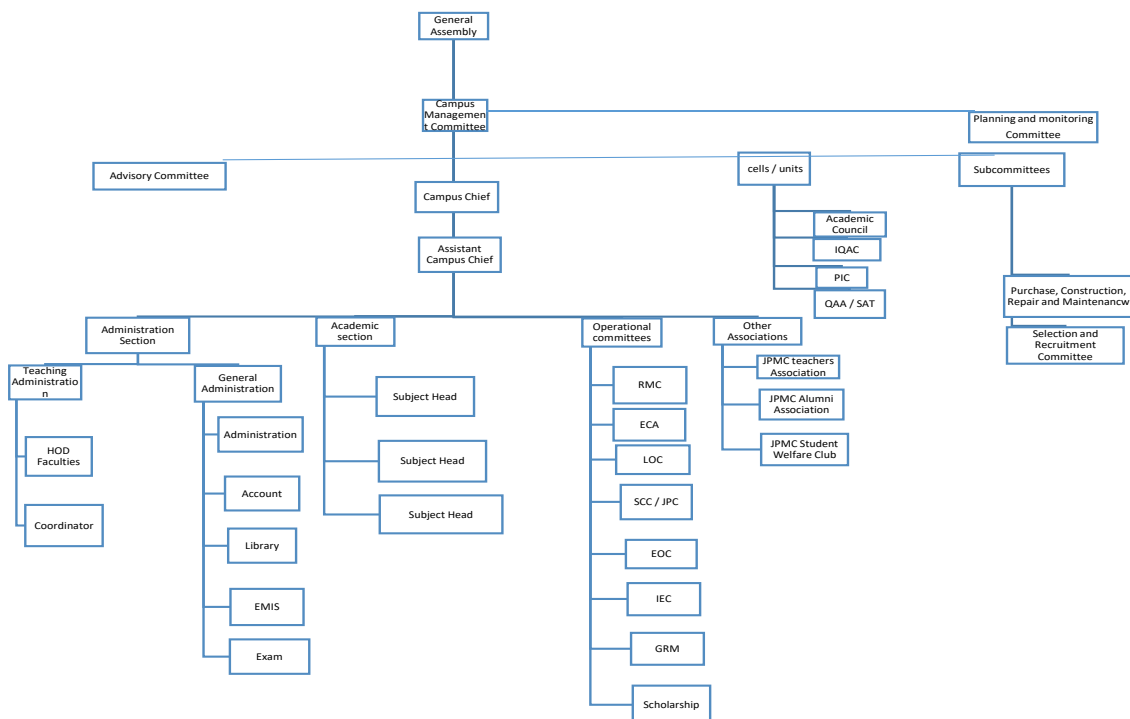 General
Assembly
Campus
Managemen
t Committee
Planning and monitoring
Committee
Advisory Committee
cells / units
Subcommittees
Campus Chief
Academic
Council
Assistant
Campus Chief
IQAC
PIC
QAA / SAT
Purchase, Construction,
Repair and Maintenancw
Selection and
Recruitment
Committee
Administration
Section
Academic
section
Operational
committees
Other
Associations
Teaching
Administratio
n
General
Administration
HOD
Faculties
Coordinator
Administration
Account
Library
EMIS
Exam
Subject Head
Subject Head
Subject Head
RMC
ECA
LOC
SCC / JPC
EOC
IEC
GRM
Scholarship
JPMC teachers
Association
JPMC Alumni
Association
JPMC Student
Welfare Club